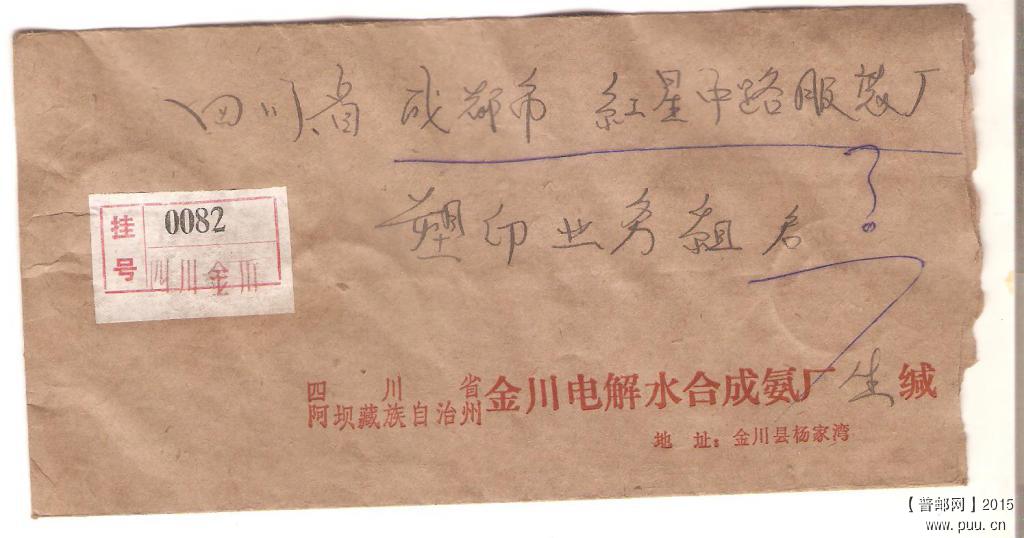 四川省 成都市 红星中路服装厂
塑印业务组 启
?
挂号 0082
四川金川
四川省
阿坝藏族自治州 金川电解水合成氨厂 生 缄
地 址:金川县杨家湾
【普邮网】2015
www.puu.cn